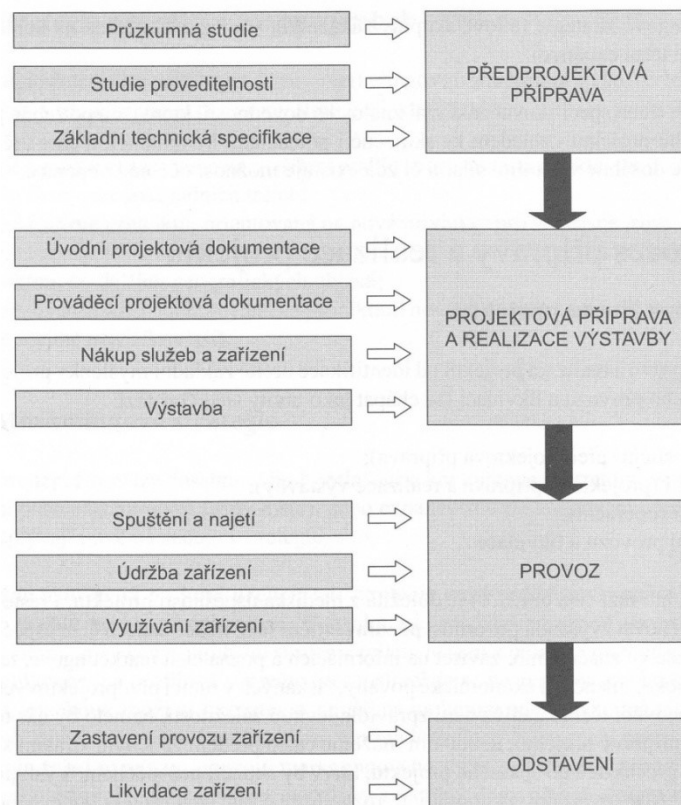 Průzkumná studie
Studie proveditelnosti
Základní technická specifikace
PŘEDPROJEKTOVÁ
PŘÍPRAVA
Úvodní projektová dokumentace
Prováděcí projektová dokumentace
Nákup služeb a zařízení
Výstavba
PROJEKTOVÁ PŘÍPRAVA
A REALIZACE VÝSTAVBY
Spuštění a najetí
Údržba zařízení
Využívání zařízení
PROVOZ
Zastavení provozu zařízení
Likvidace zařízení
ODSTAVENÍ